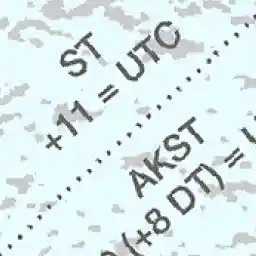 ST
+11 = UTC
AKST
(+8 DT) =